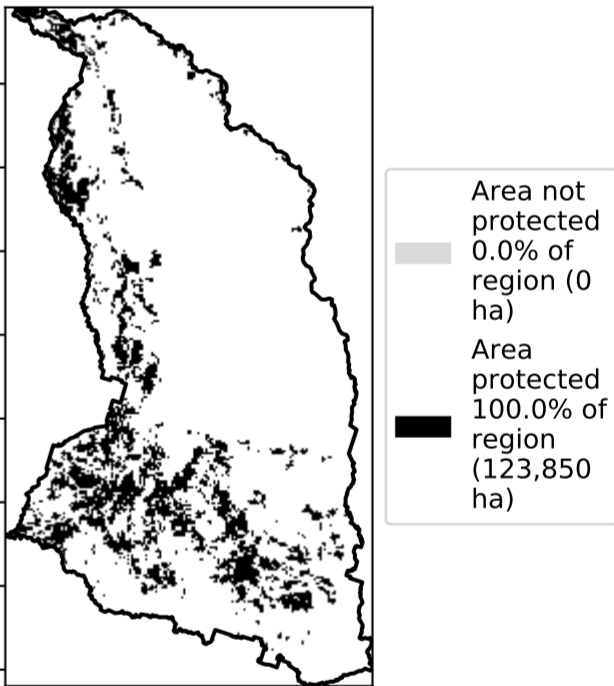 Area not
protected
0.0% of
region (0
ha)
Area
protected
100.0% of
region
(123,850
ha)